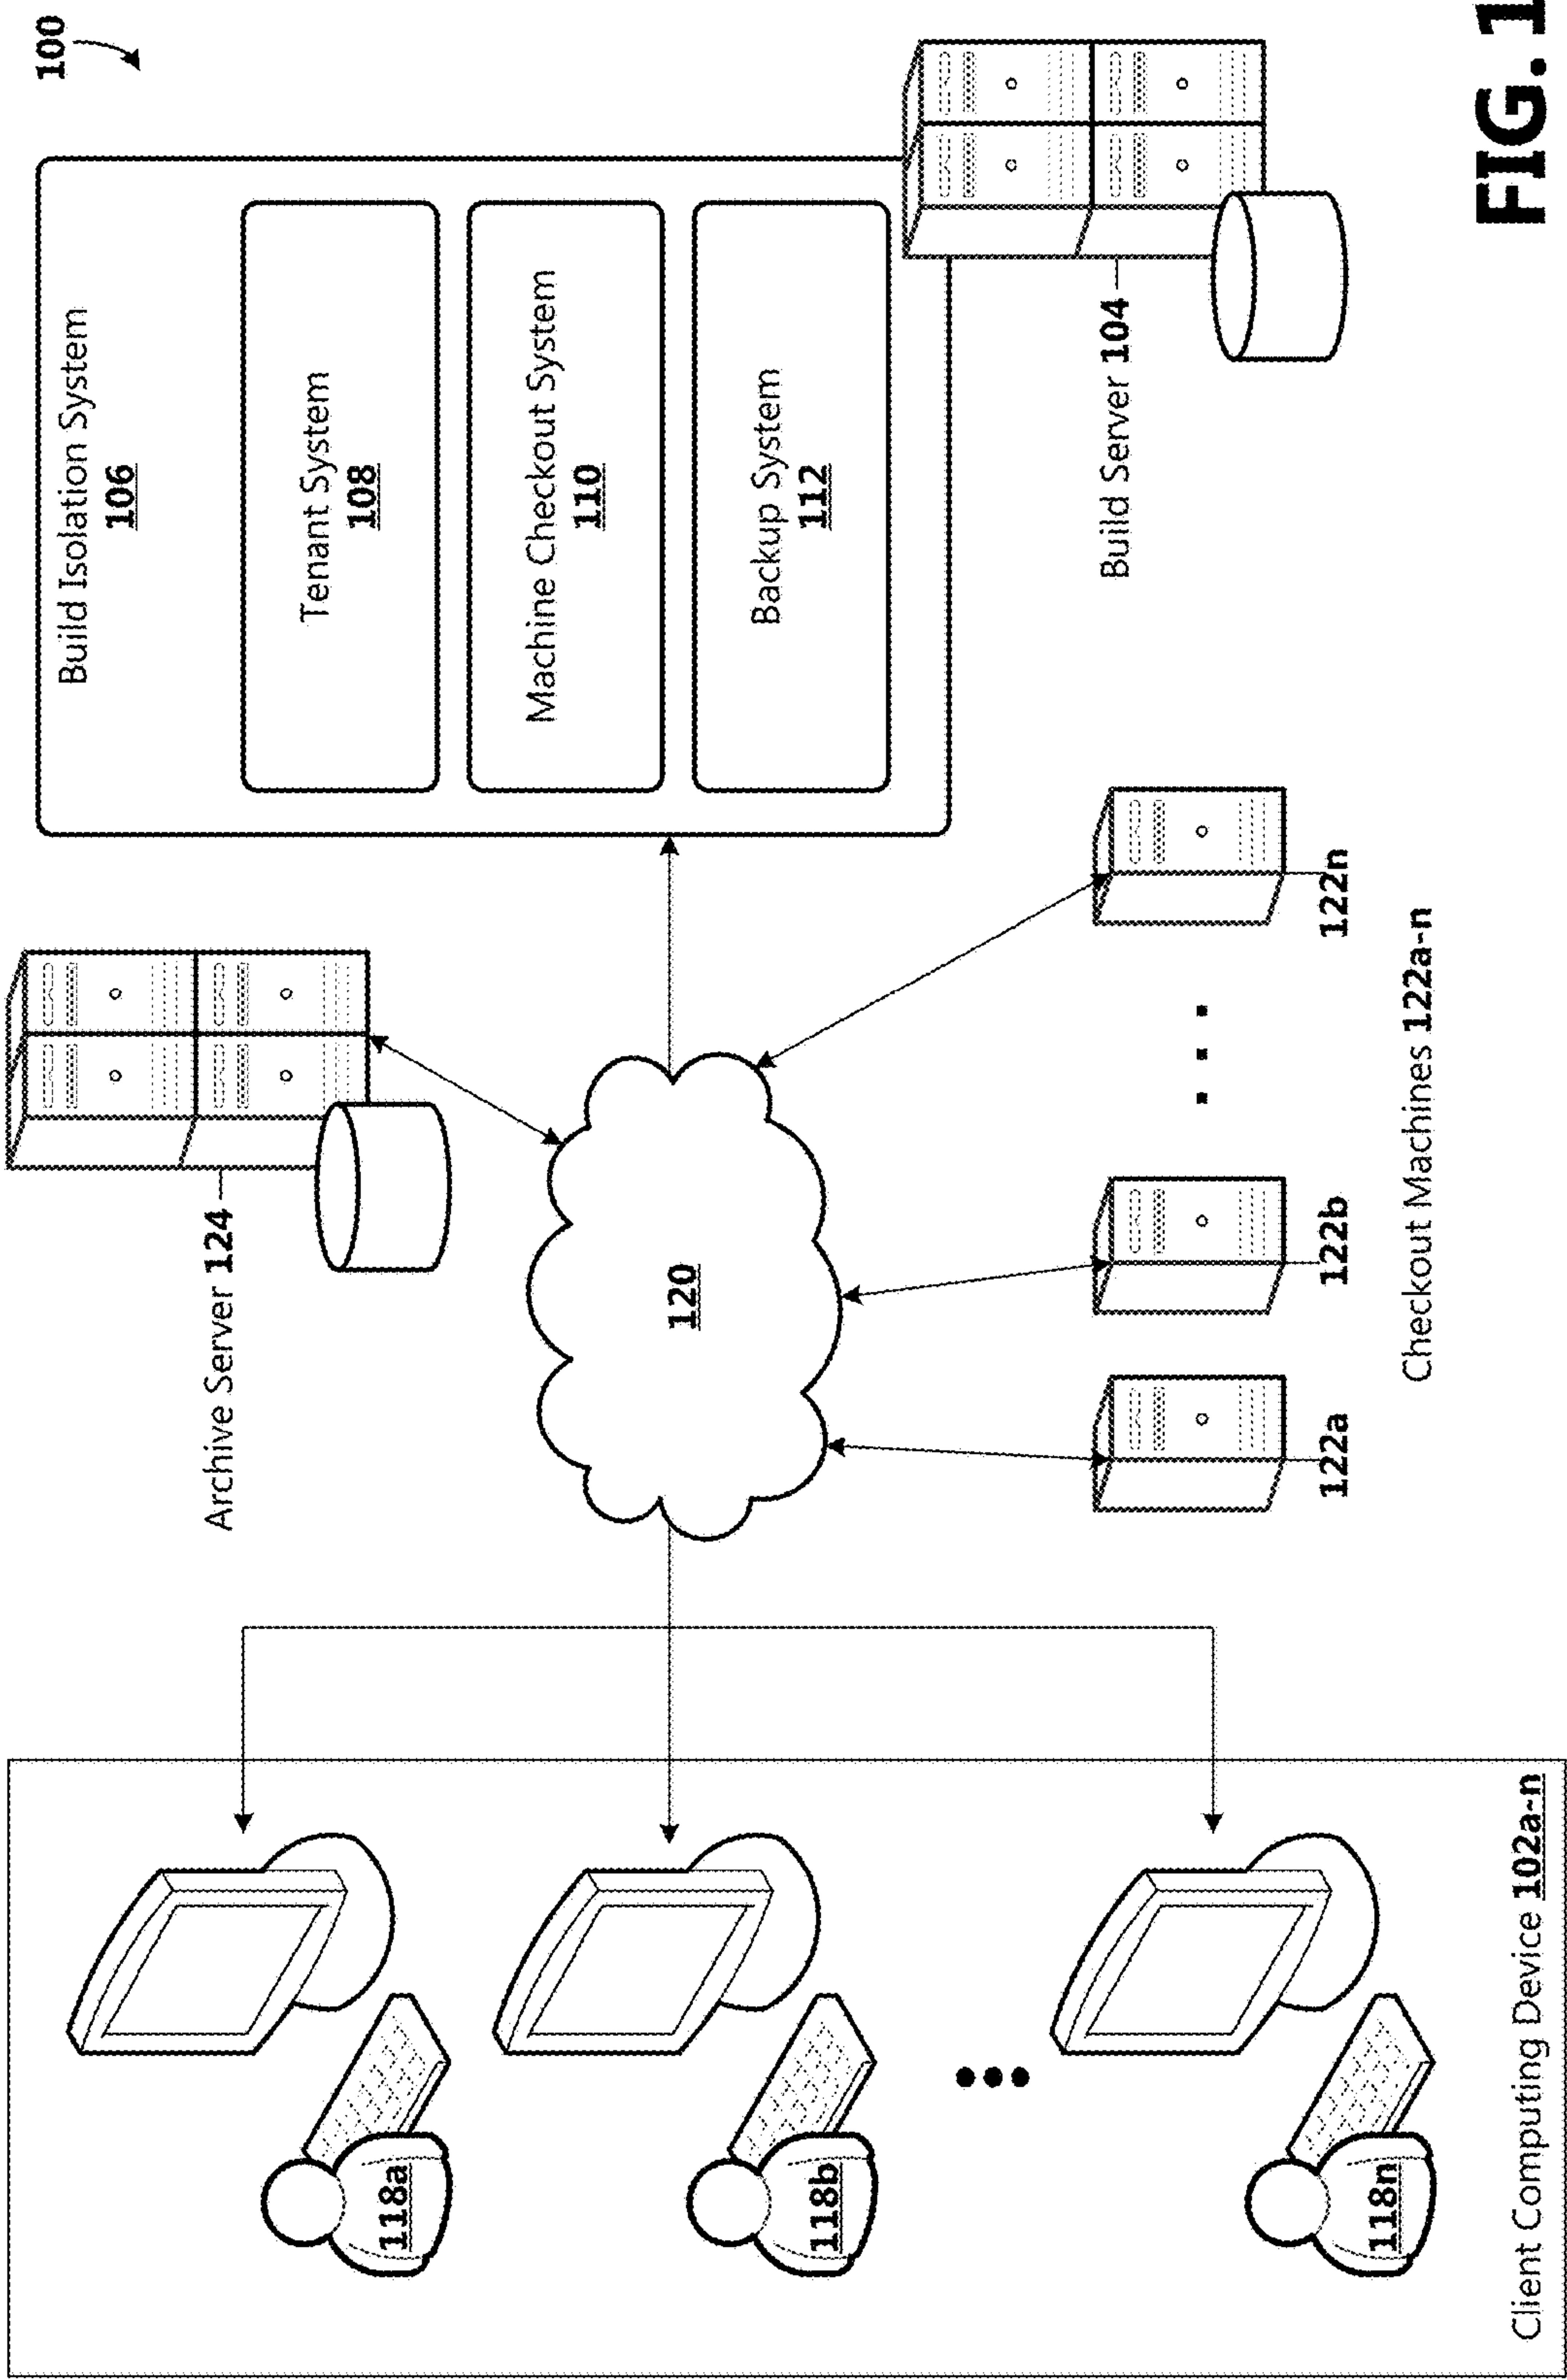 100
Build Isolation System
106
Tenant System
108
Machine Checkout System
110
Backup System
112
Build Server 104
Archive Server 124
120
122a
122b
122n
Checkout Machines 122a-n
118a
118b
118n
Client Computing Device 102a-n
FIG. 1